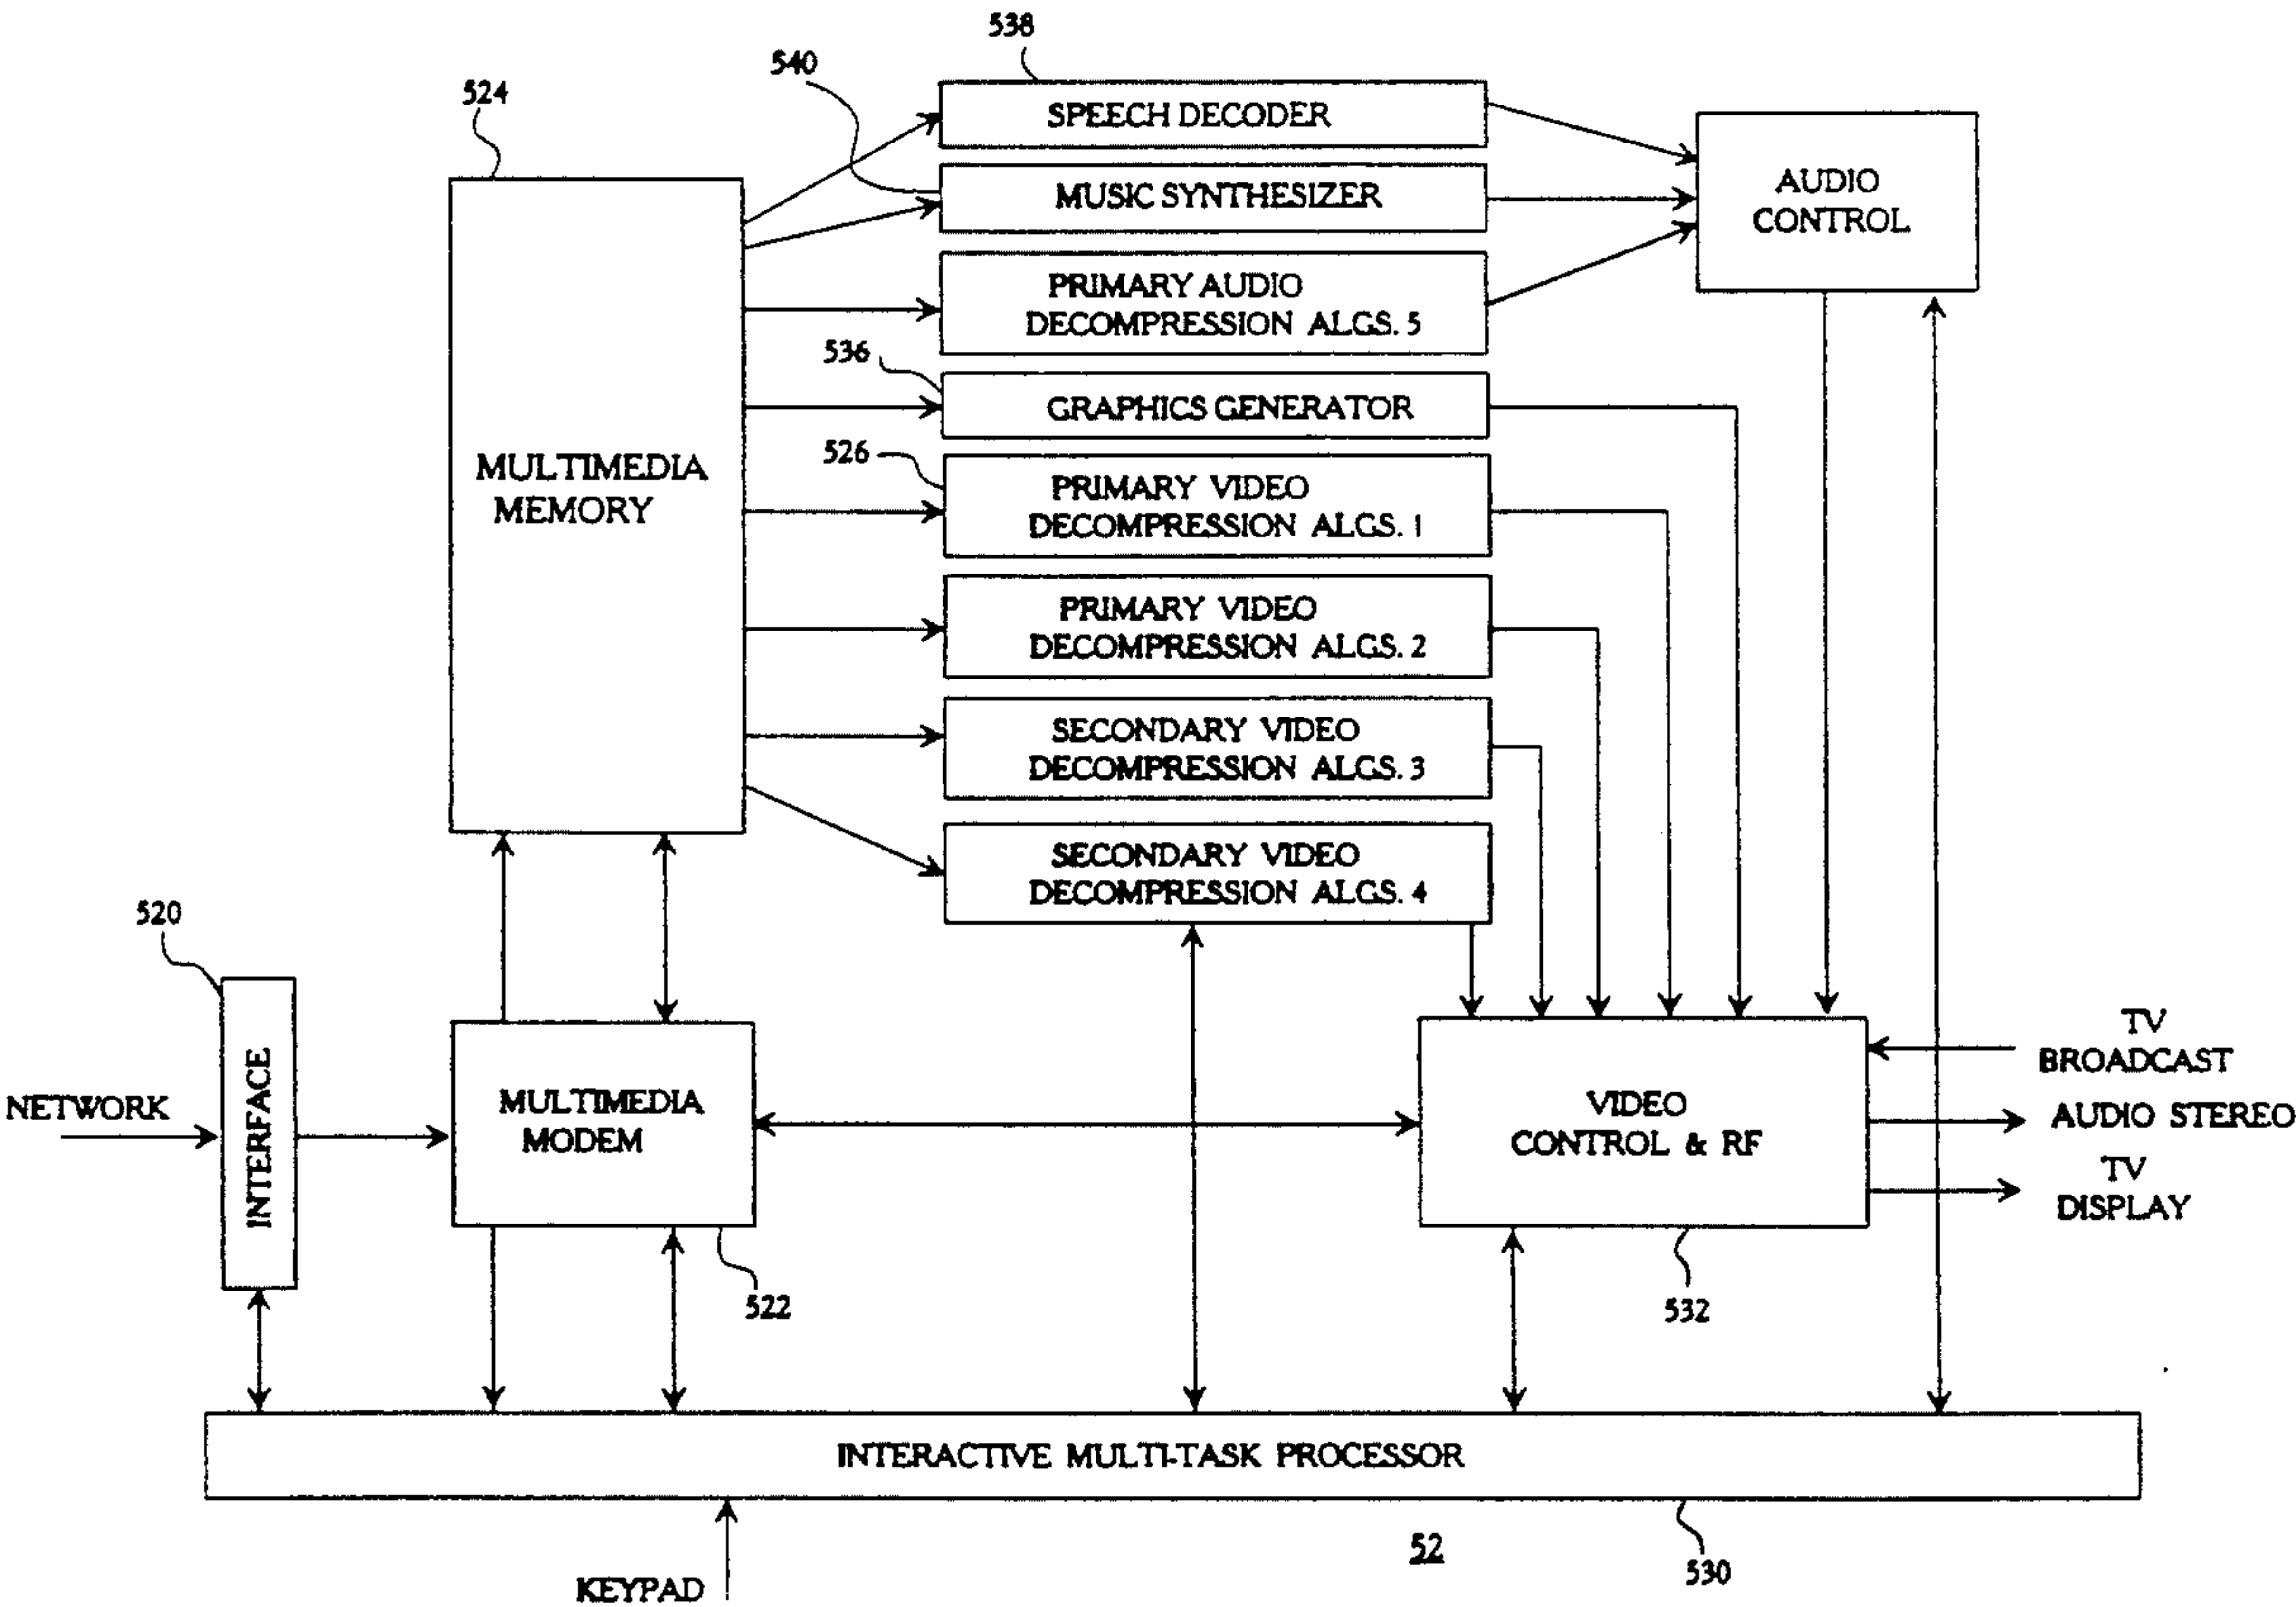 538
540
524
SPEECH DECODER
MUSIC SYNTHESIZER
AUDIO
CONTROL
PRIMARY AUDIO
DECOMPRESSION ALGS. 5
536
GRAPHICS GENERATOR
526
MULTIMEDIA
MEMORY
PRIMARY VIDEO
DECOMPRESSION ALGS. 1
PRIMARY VIDEO
DECOMPRESSION ALGS. 2
SECONDARY VIDEO
DECOMPRESSION ALGS. 3
SECONDARY VIDEO
DECOMPRESSION ALGS. 4
520
INTERFACE
NETWORK
MULTIMEDIA
MODEM
VIDEO
CONTROL & RF
TV
BROADCAST
AUDIO STEREO
TV
DISPLAY
522
532
INTERACTIVE MULTI-TASK PROCESSOR
52
530
KEYPAD